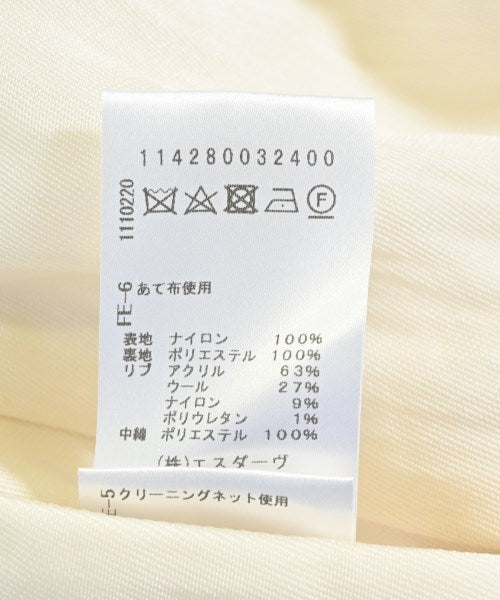 114280032400
1110220
FE-6
あて布使用
表地 ナイロン 100%
裏地 ポリエステル 100%
リブ アクリル 63%
ウール 27%
ナイロン 9%
ポリウレタン 1%
中綿 ポリエステル 100%
(株)エスダーヴ
E-5
クリーニングネット使用